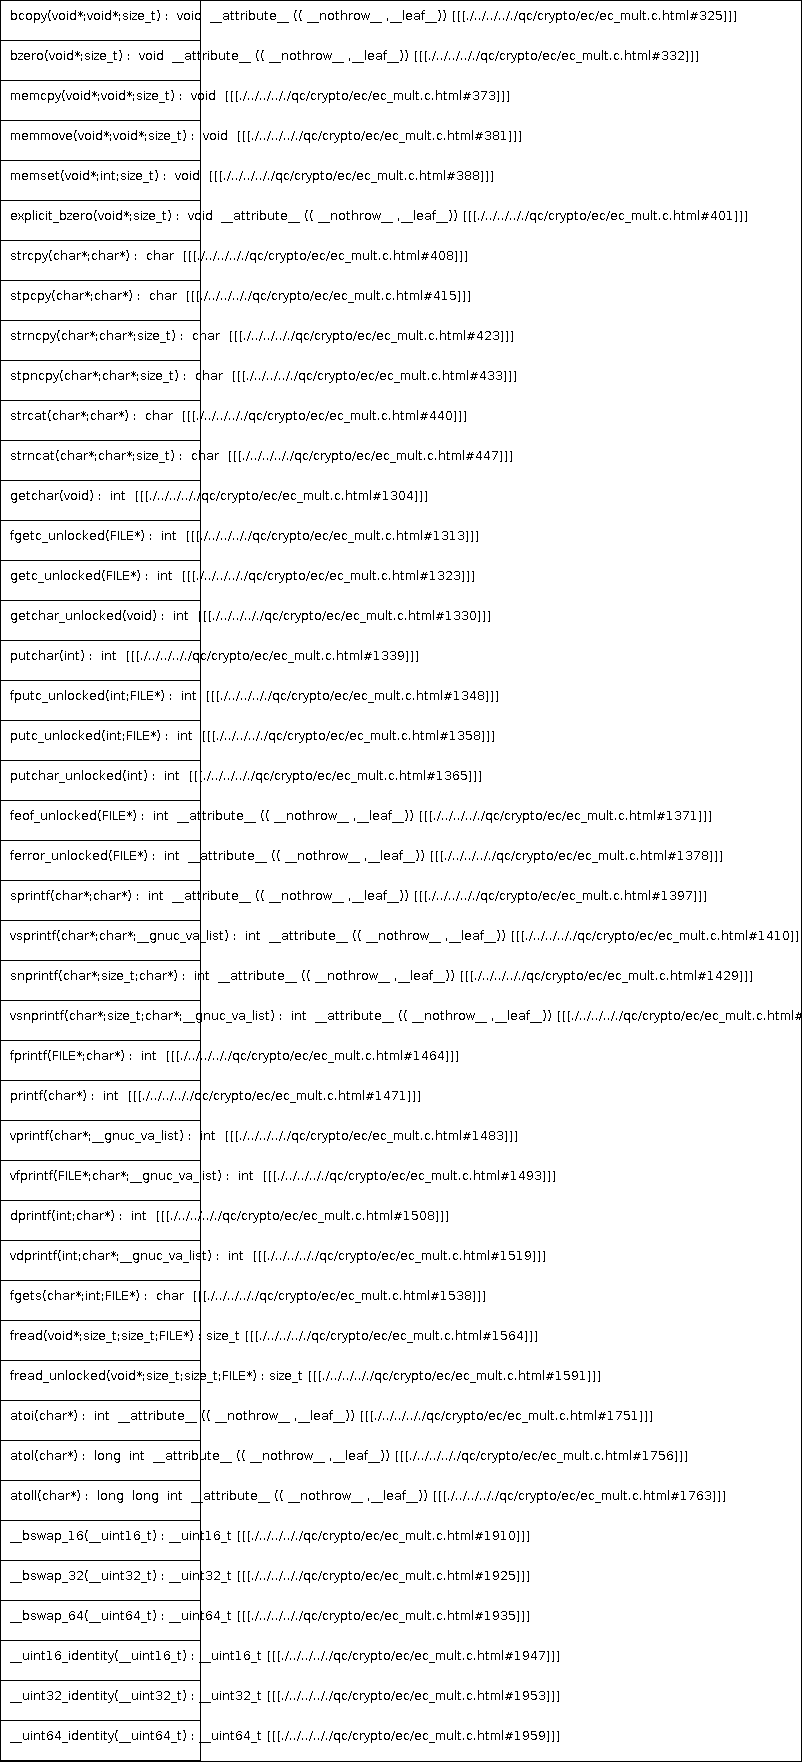 bcopy(void*;void*;size_t) : void __attribute__ (( __nothrow__ ,__leaf__)) [[[./../../../../qc/crypto/ec/ec_mult.c.html#325]]]
bzero(void*;size_t) : void __attribute__ (( __nothrow__ ,__leaf__)) [[[./../../../../qc/crypto/ec/ec_mult.c.html#332]]]
memcpy(void*;void*;size_t) : void [[[./../../../../qc/crypto/ec/ec_mult.c.html#373]]]
memmove(void*;void*;size_t) : void [[[./../../../../qc/crypto/ec/ec_mult.c.html#381]]]
memset(void*;int;size_t) : void [[[./../../../../qc/crypto/ec/ec_mult.c.html#388]]]
explicit_bzero(void*;size_t) : void __attribute__ (( __nothrow__ ,__leaf__)) [[[./../../../../qc/crypto/ec/ec_mult.c.html#401]]]
strcpy(char*;char*) : char [[[./../../../../qc/crypto/ec/ec_mult.c.html#408]]]
stpcpy(char*;char*) : char [[[./../../../../qc/crypto/ec/ec_mult.c.html#415]]]
strncpy(char*;char*;size_t) : char [[[./../../../../qc/crypto/ec/ec_mult.c.html#423]]]
stpncpy(char*;char*;size_t) : char [[[./../../../../qc/crypto/ec/ec_mult.c.html#433]]]
strcat(char*;char*) : char [[[./../../../../qc/crypto/ec/ec_mult.c.html#440]]]
strncat(char*;char*;size_t) : char [[[./../../../../qc/crypto/ec/ec_mult.c.html#447]]]
getchar(void) : int [[[./../../../../qc/crypto/ec/ec_mult.c.html#1304]]]
fgetc_unlocked(FILE*) : int [[[./../../../../qc/crypto/ec/ec_mult.c.html#1313]]]
getc_unlocked(FILE*) : int [[[./../../../../qc/crypto/ec/ec_mult.c.html#1323]]]
getchar_unlocked(void) : int [[[./../../../../qc/crypto/ec/ec_mult.c.html#1330]]]
putchar(int) : int [[[./../../../../qc/crypto/ec/ec_mult.c.html#1339]]]
fputc_unlocked(int;FILE*) : int [[[./../../../../qc/crypto/ec/ec_mult.c.html#1348]]]
putc_unlocked(int;FILE*) : int [[[./../../../../qc/crypto/ec/ec_mult.c.html#1358]]]
putchar_unlocked(int) : int [[[./../../../../qc/crypto/ec/ec_mult.c.html#1365]]]
feof_unlocked(FILE*) : int __attribute__ (( __nothrow__ ,__leaf__)) [[[./../../../../qc/crypto/ec/ec_mult.c.html#1371]]]
ferror_unlocked(FILE*) : int __attribute__ (( __nothrow__ ,__leaf__)) [[[./../../../../qc/crypto/ec/ec_mult.c.html#1378]]]
sprintf(char*;char*) : int __attribute__ (( __nothrow__ ,__leaf__)) [[[./../../../../qc/crypto/ec/ec_mult.c.html#1397]]]
vsprintf(char*;char*;__gnuc_va_list) : int __attribute__ (( __nothrow__ ,__leaf__)) [[[./../../../../qc/crypto/ec/ec_mult.c.html#1410]]]
snprintf(char*;size_t;char*) : int __attribute__ (( __nothrow__ ,__leaf__)) [[[./../../../../qc/crypto/ec/ec_mult.c.html#1429]]]
vsnprintf(char*;size_t;char*;__gnuc_va_list) : int __attribute__ (( __nothrow__ ,__leaf__)) [[[./../../../../qc/crypto/ec/ec_mult.c.html#
fprintf(FILE*;char*) : int [[[./../../../../qc/crypto/ec/ec_mult.c.html#1464]]]
printf(char*) : int [[[./../../../../qc/crypto/ec/ec_mult.c.html#1471]]]
vprintf(char*;__gnuc_va_list) : int [[[./../../../../qc/crypto/ec/ec_mult.c.html#1483]]]
vfprintf(FILE*;char*;__gnuc_va_list) : int [[[./../../../../qc/crypto/ec/ec_mult.c.html#1493]]]
dprintf(int;char*) : int [[[./../../../../qc/crypto/ec/ec_mult.c.html#1508]]]
vdprintf(int;char*;__gnuc_va_list) : int [[[./../../../../qc/crypto/ec/ec_mult.c.html#1519]]]
fgets(char*;int;FILE*) : char [[[./../../../../qc/crypto/ec/ec_mult.c.html#1538]]]
fread(void*;size_t;size_t;FILE*) : size_t [[[./../../../../qc/crypto/ec/ec_mult.c.html#1564]]]
fread_unlocked(void*;size_t;size_t;FILE*) : size_t [[[./../../../../qc/crypto/ec/ec_mult.c.html#1591]]]
atoi(char*) : int __attribute__ (( __nothrow__ ,__leaf__)) [[[./../../../../qc/crypto/ec/ec_mult.c.html#1751]]]
atol(char*) : long int __attribute__ (( __nothrow__ ,__leaf__)) [[[./../../../../qc/crypto/ec/ec_mult.c.html#1756]]]
atoll(char*) : long long int __attribute__ (( __nothrow__ ,__leaf__)) [[[./../../../../qc/crypto/ec/ec_mult.c.html#1763]]]
__bswap_16(__uint16_t) : __uint16_t [[[./../../../../qc/crypto/ec/ec_mult.c.html#1910]]]
__bswap_32(__uint32_t) : __uint32_t [[[./../../../../qc/crypto/ec/ec_mult.c.html#1925]]]
__bswap_64(__uint64_t) : __uint64_t [[[./../../../../qc/crypto/ec/ec_mult.c.html#1935]]]
__uint16_identity(__uint16_t) : __uint16_t [[[./../../../../qc/crypto/ec/ec_mult.c.html#1947]]]
__uint32_identity(__uint32_t) : __uint32_t [[[./../../../../qc/crypto/ec/ec_mult.c.html#1953]]]
__uint64_identity(__uint64_t) : __uint64_t [[[./../../../../qc/crypto/ec/ec_mult.c.html#1959]]]